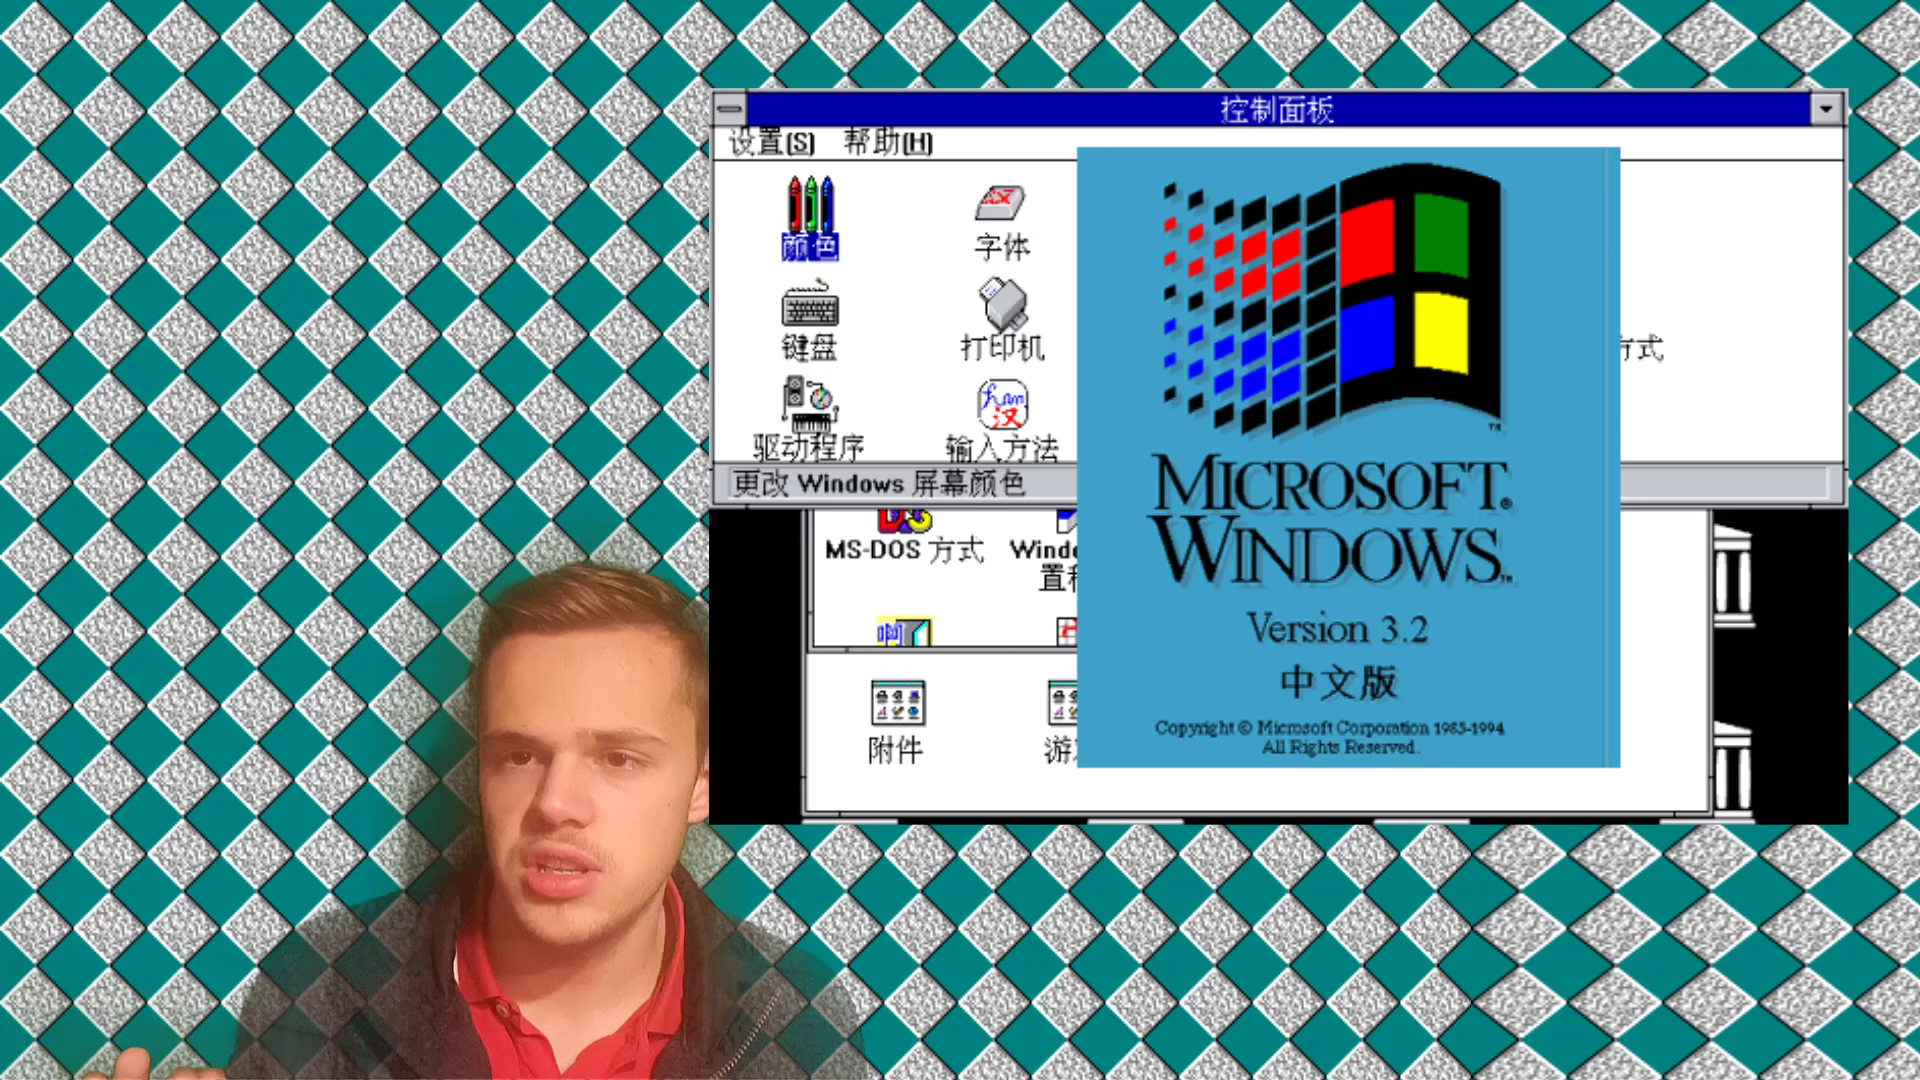 控制面板
设置(S) 帮助(H)
颜色
字体
键盘
打印机
方式
驱动程序
输入方法
更改 Windows 屏幕颜色
MS-DOS 方式
附件
MICROSOFT®
WINDOWS™
Version 3.2
中文版
Copyright © Microsoft Corporation 1985-1994
All Rights Reserved.